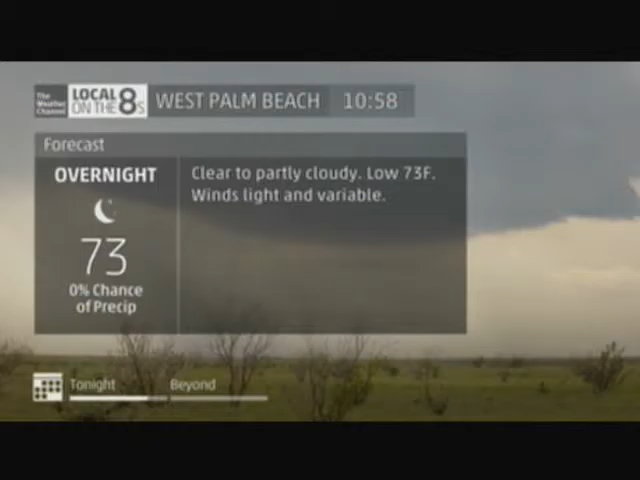 The
Weather
Channel
LOCAL
ON THE 8s
WEST PALM BEACH 10:58
Forecast
OVERNIGHT
73
0% Chance
of Precip
Clear to partly cloudy. Low 73F.
Winds light and variable.
Tonight Beyond